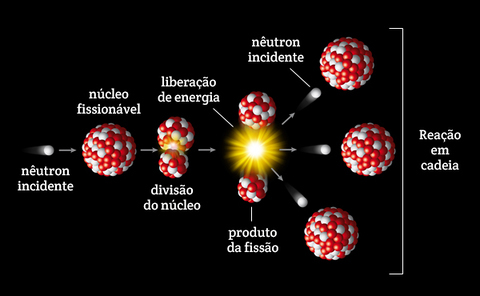 nêutron
incidente
núcleo
fissionável
divisão
do núcleo
liberação
de energia
produto
da fissão
nêutron
incidente
Reação
em
cadeia